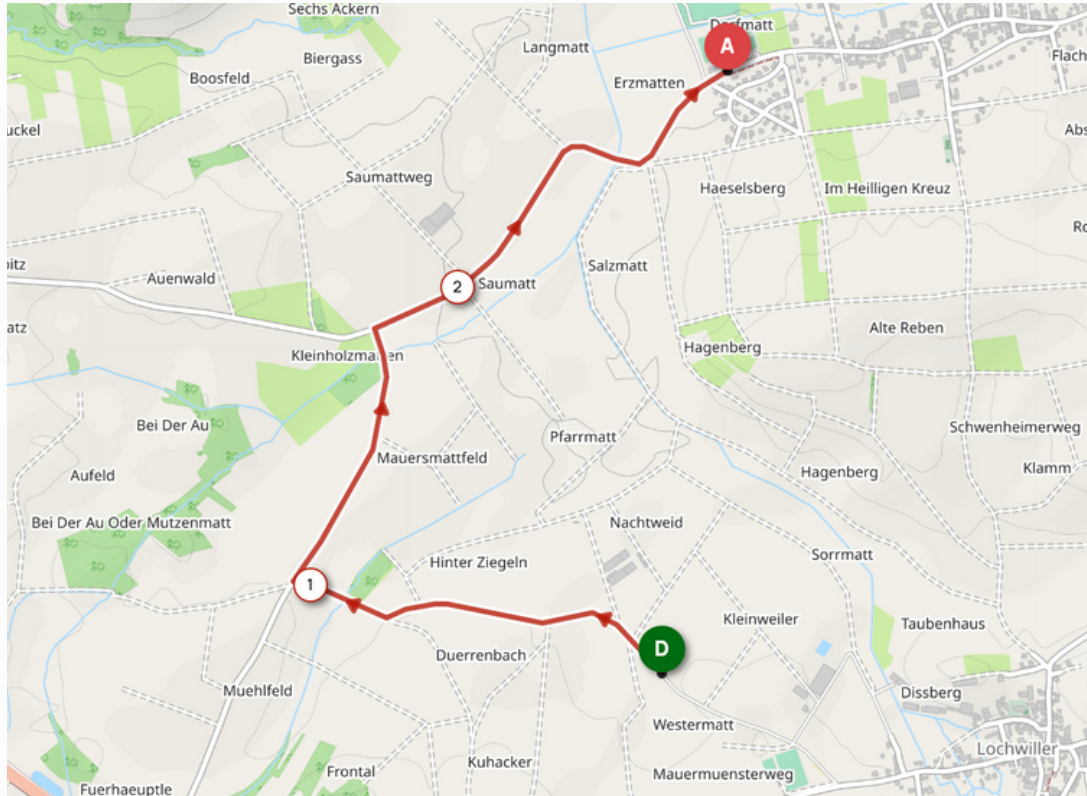 Sechs Ackern
Dorfmatt
Biergass
Langmatt
A
Flach
Boosfeld
Erzmatten
uckel
Abs
Saumattweg
Haeselsberg
Im Heilligen Kreuz
Ro
bitz
Auenwald
Salzmatt
2
Saumatt
atz
Kleinholzmatten
Hagenberg
Alte Reben
Bei Der Au
Schwenheimerweg
Pfarrmatt
Aufeld
Mauersmattfeld
Hagenberg
Klamm
Bei Der Au Oder Mutzenmatt
Nachtweid
Hinter Ziegeln
Sorrmatt
1
Kleinweiler
Taubenhaus
D
Duerrenbach
Muehlfeld
Dissberg
Westermatt
Lochwiller
Kuhacker
Frontal
Mauermuensterweg
Fuerhaeuptle